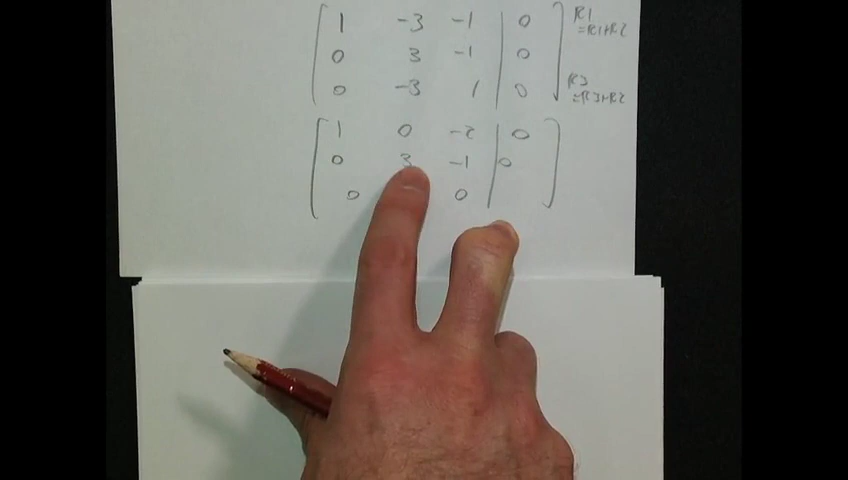 1 -3 -1 0 R1
=R1+R2
0 3 -1 0
0 -3 1 0 R3
=R3+R2
1 0 -2 0
0 3 -1 0
0 0